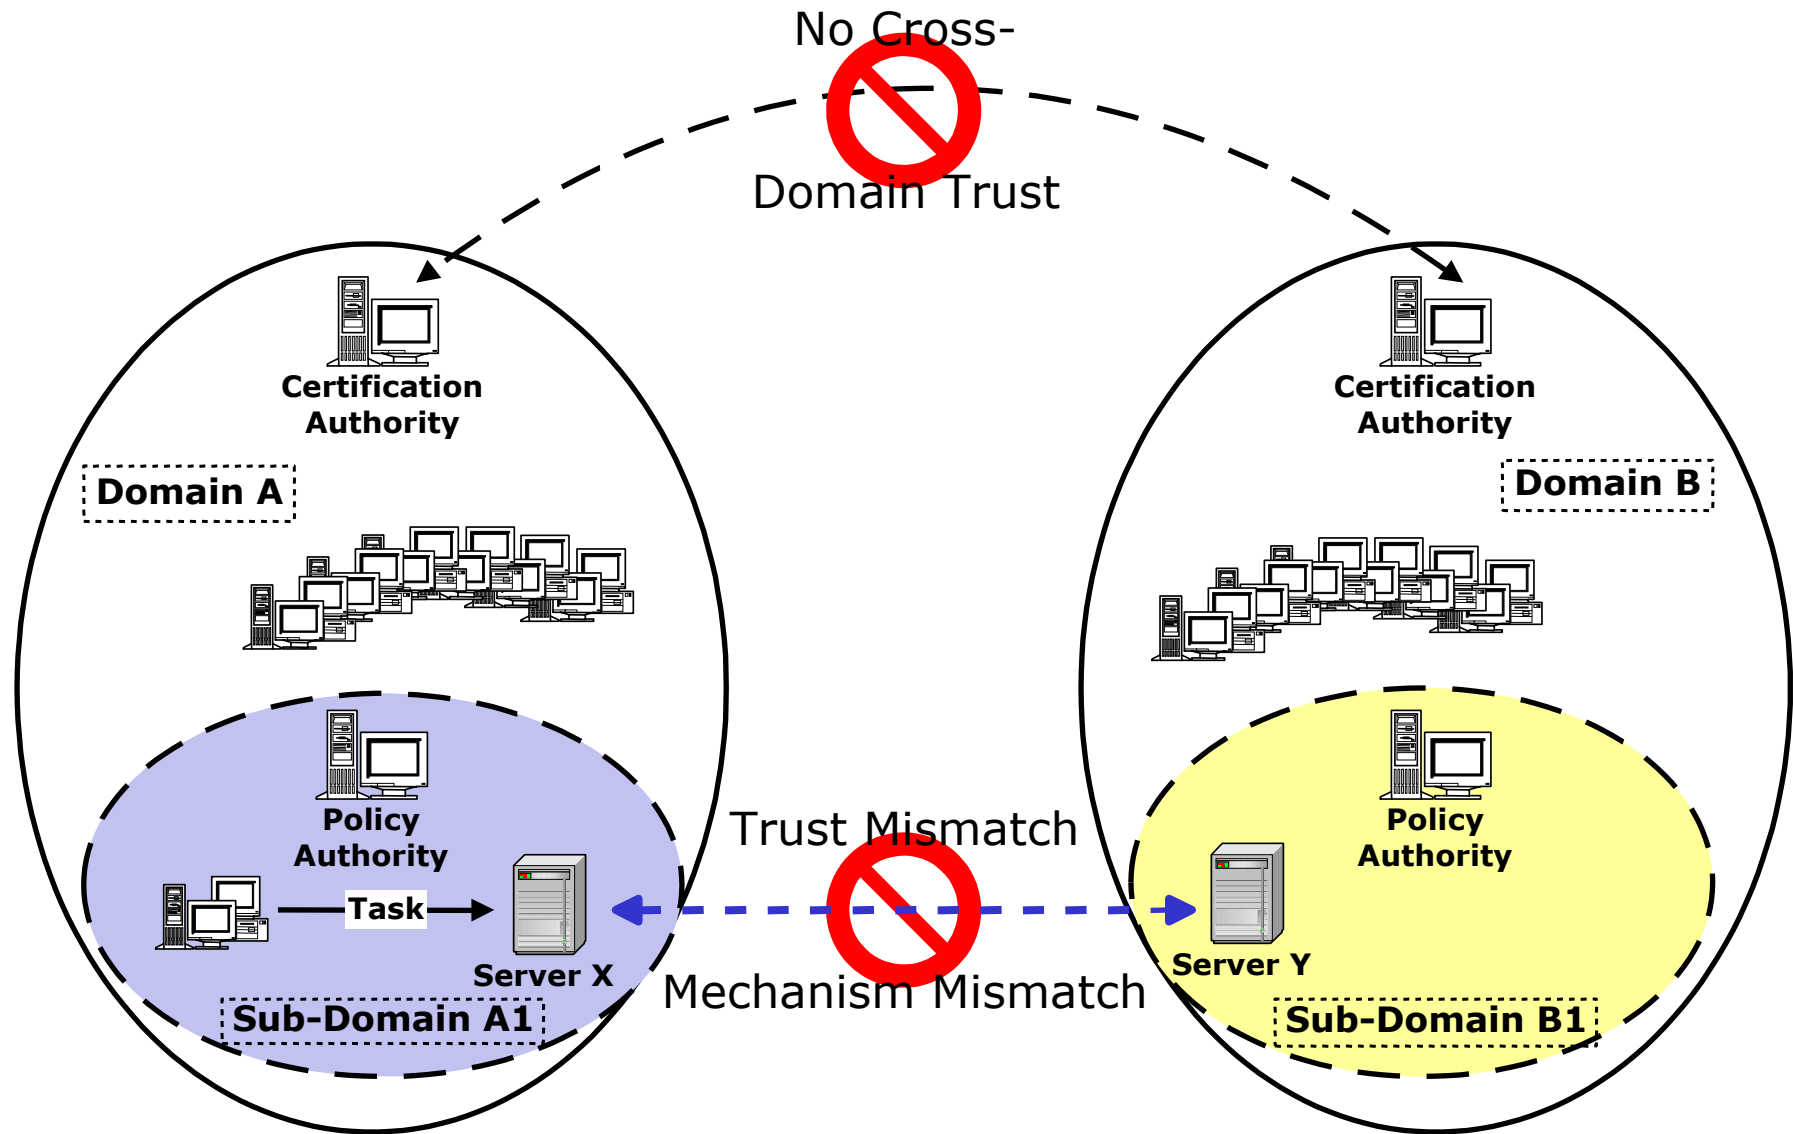 No Cross-
Domain Trust
Certification
Authority
Certification
Authority
Domain A
Domain B
Policy
Authority
Policy
Authority
Trust Mismatch
Task
Server X
Server Y
Mechanism Mismatch
Sub-Domain A1
Sub-Domain B1